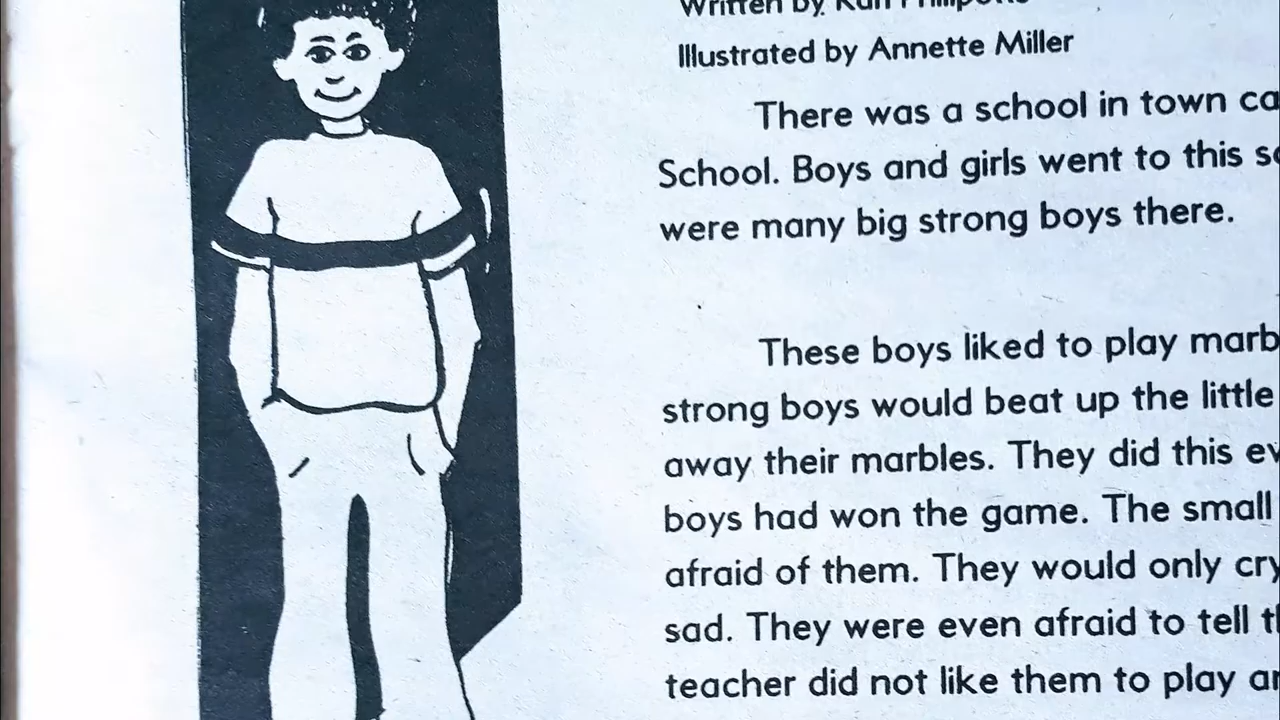 Written by
Illustrated by Annette Miller
There was a school in town
School. Boys and girls went to this
were many big strong boys there.
These boys liked to play
strong boys would beat up the little
away their marbles. They did this
boys had won the game. The small
afraid of them. They would only
sad. They were even afraid to tell
teacher did not like them to play